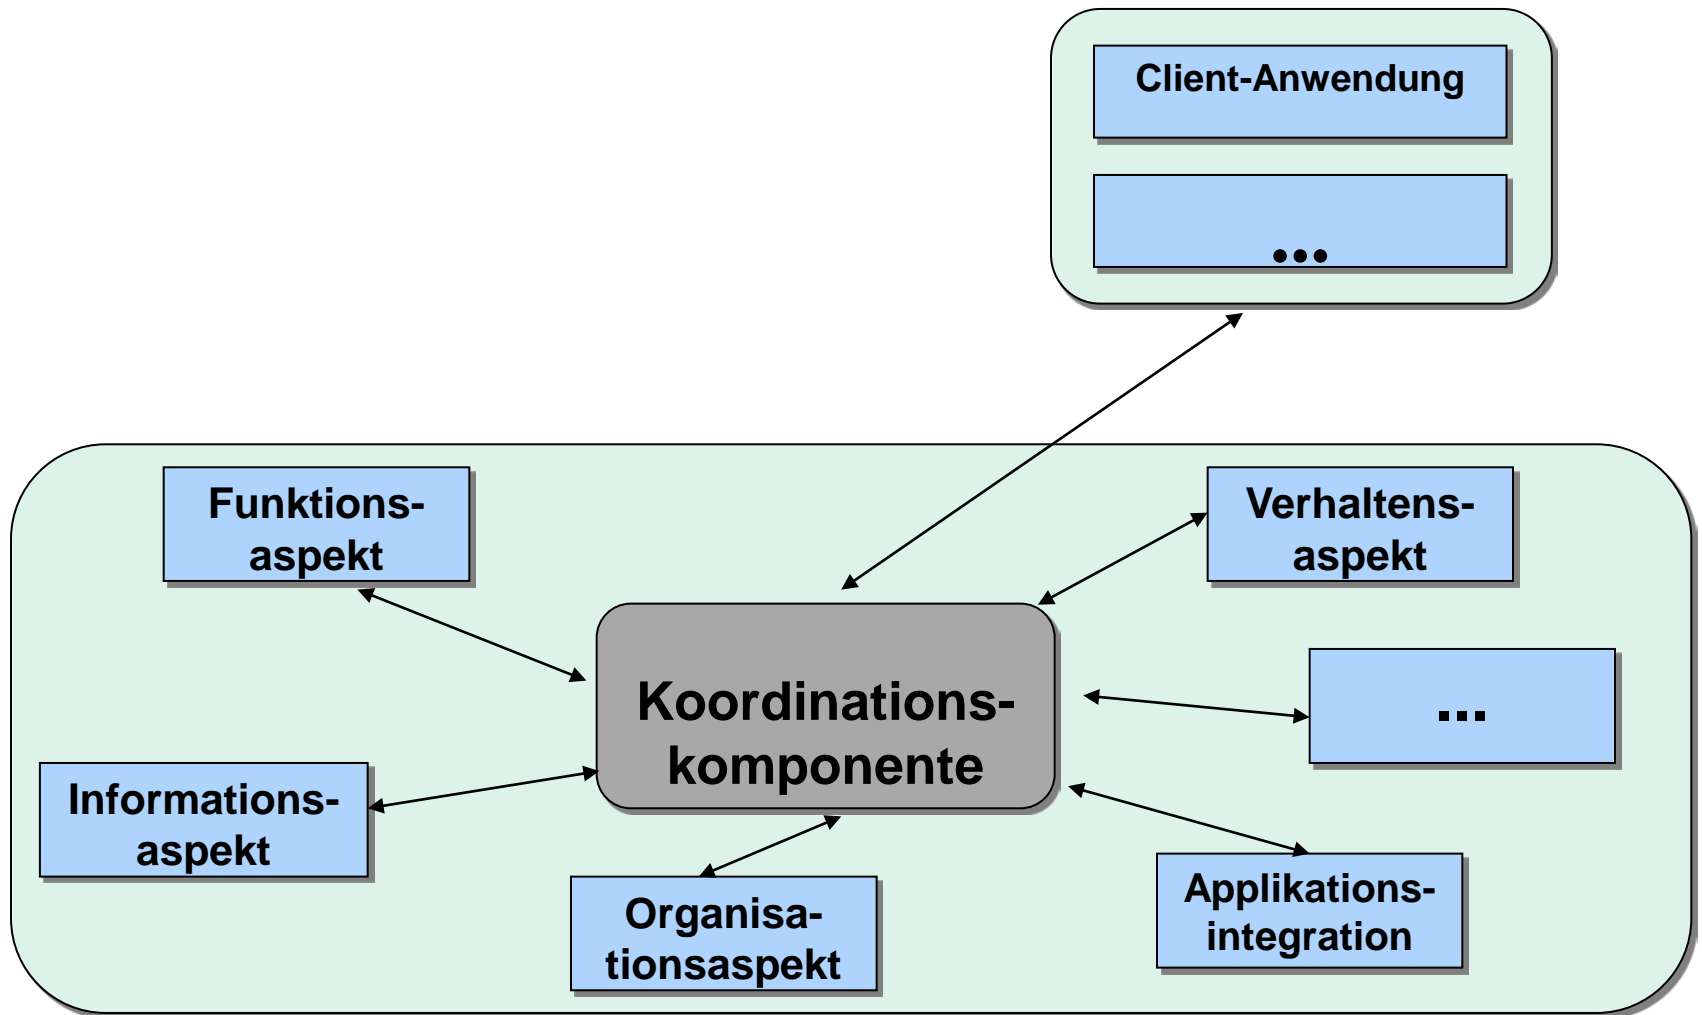 Client-Anwendung
...
Funktions-
aspekt
Verhaltens-
aspekt
Koordinations-
komponente
...
Informations-
aspekt
Organisa-
tionsaspekt
Applikations-
integration